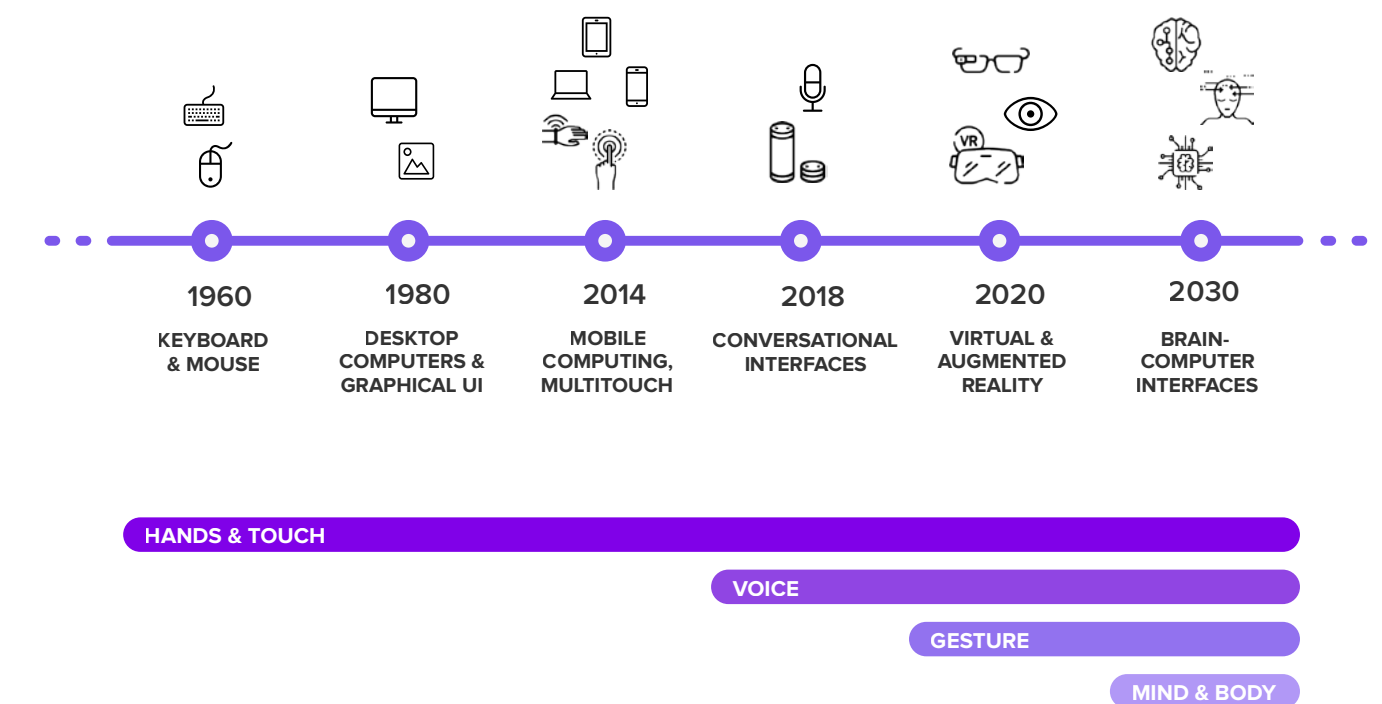 VR
1960
1980
2014
2018
2020
2030
KEYBOARD
& MOUSE
DESKTOP
COMPUTERS &
GRAPHICAL UI
MOBILE
COMPUTING,
MULTITOUCH
CONVERSATIONAL
INTERFACES
VIRTUAL &
AUGMENTED
REALITY
BRAIN-
COMPUTER
INTERFACES
HANDS & TOUCH
VOICE
GESTURE
MIND & BODY